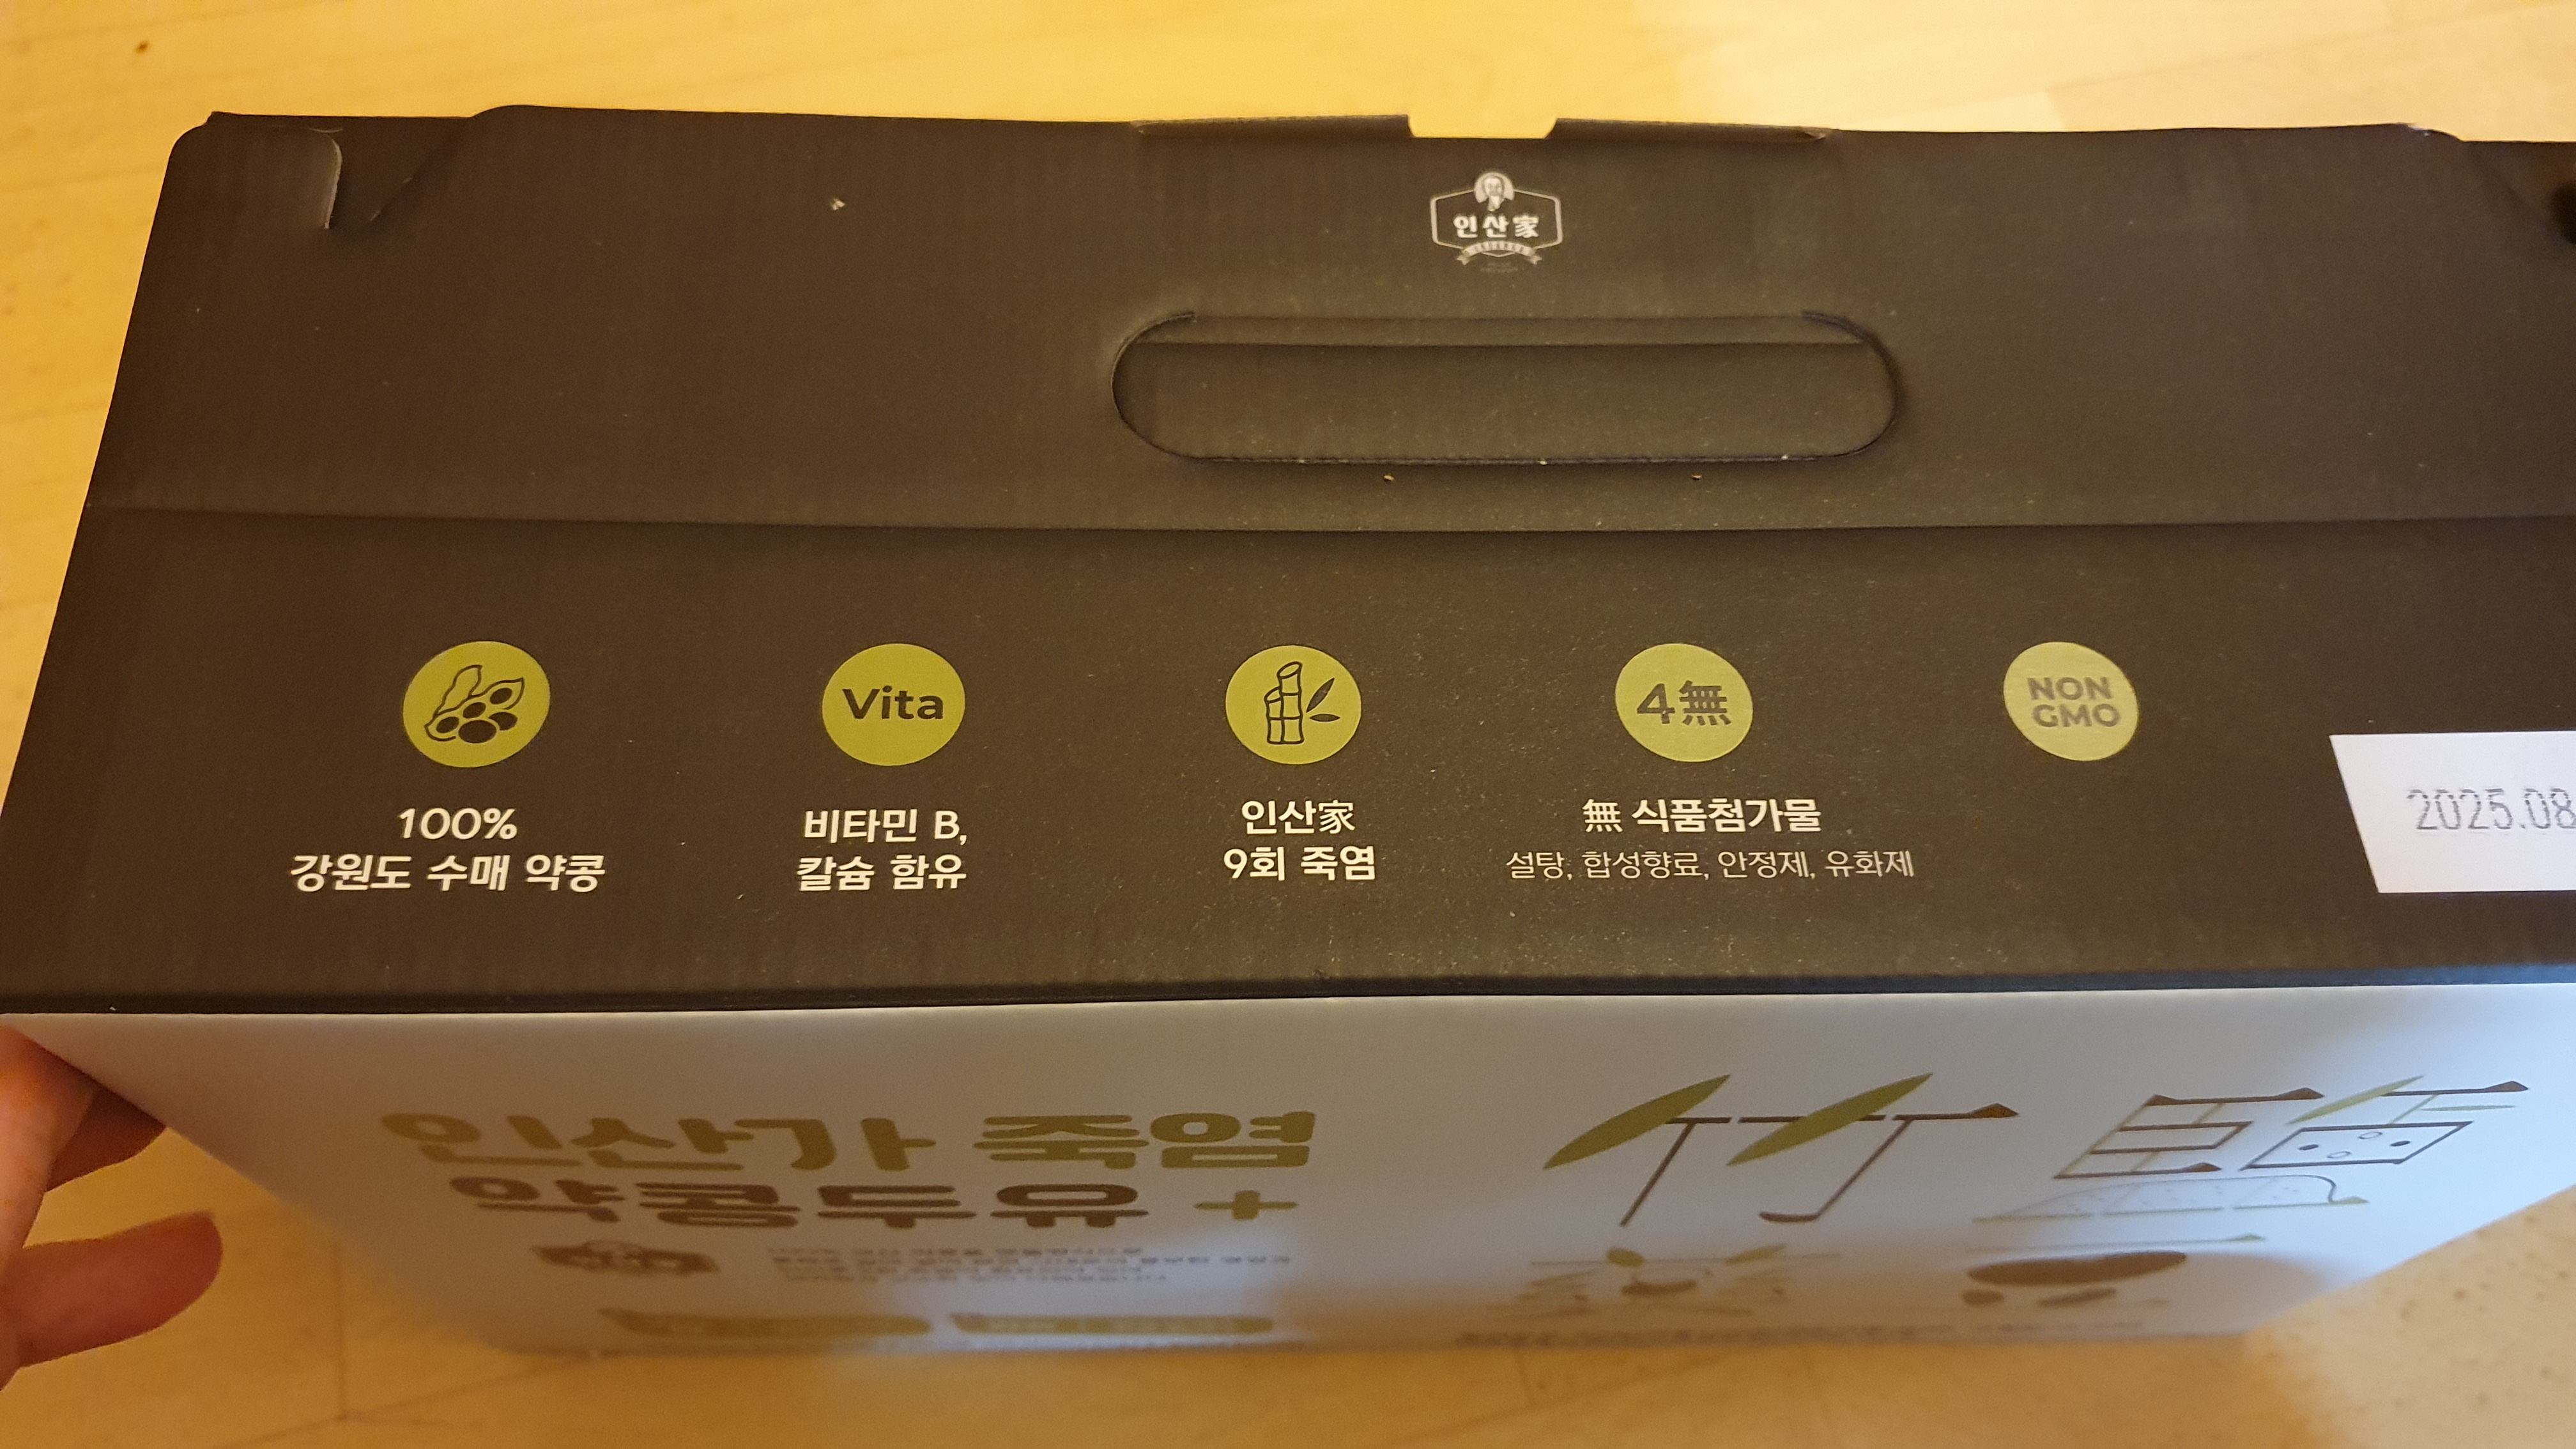 인산家
100%
강원도 수매 약콩
Vita
비타민 B,
칼슘 함유
인산家
9회 죽염
4無
無 식품첨가물
설탕, 합성향료, 안정제, 유화제
NON
GMO
2025.08
인산가 죽염
약콩두유+
竹鹽